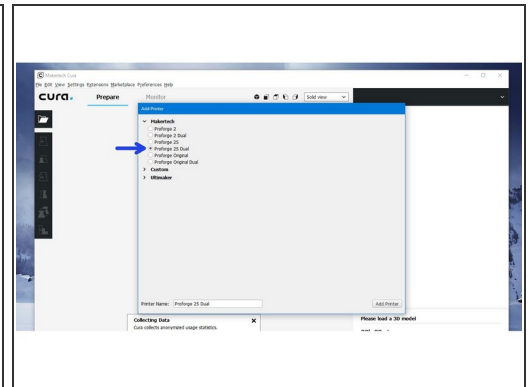 Makertech Cura
File Edit View Settings Extensions Marketplace Preferences Help
cura.
Prepare
Monitor
Solid view
Add Printer
Makertech
Proforge 2
Proforge 2 Dual
Proforge 2S
Proforge 2S Dual
Proforge Original
Proforge Original Dual
Custom
Ultimaker
Printer Name: Proforge 2S Dual
Add Printer
Collecting Data
Cura collects anonymized usage statistics.
Please load a 3D model